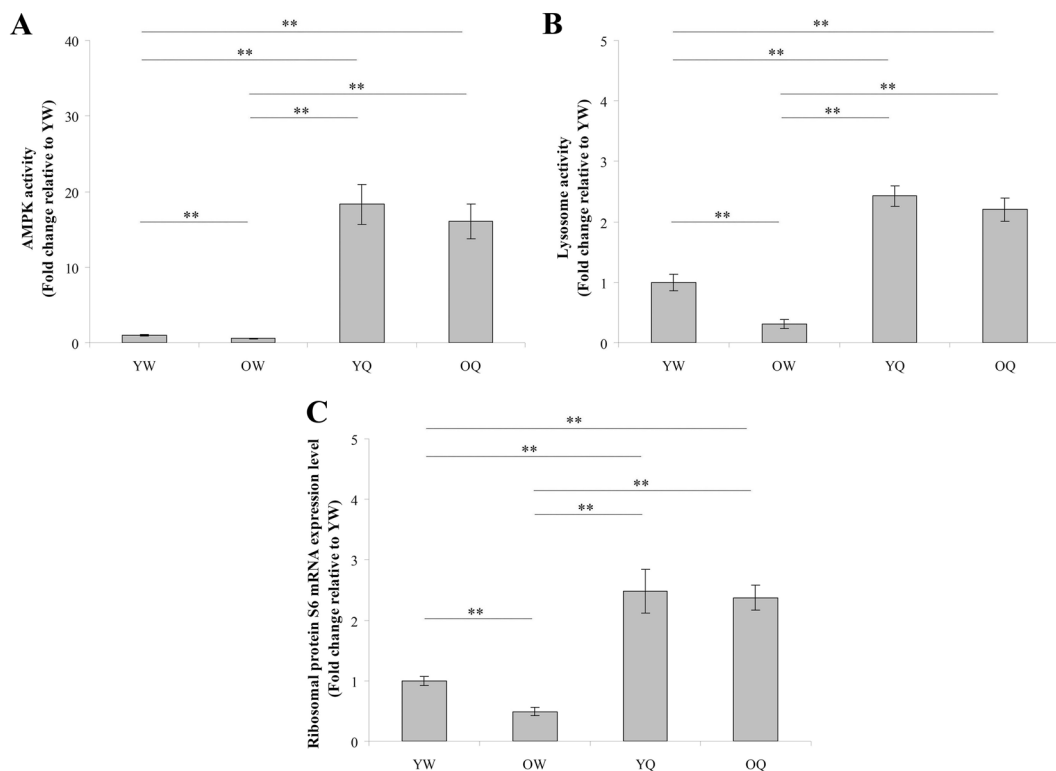 A
AMPK activity
(Fold change relative to YW)
40
30
20
10
0
**
**
**
**
**
YW OW YQ OQ
B
Lysosome activity
(Fold change relative to YW)
5
4
3
2
1
0
**
**
**
**
**
YW OW YQ OQ
C
Ribosomal protein S6 mRNA expression level
(Fold change relative to YW)
5
4
3
2
1
0
**
**
**
**
**
YW OW YQ OQ